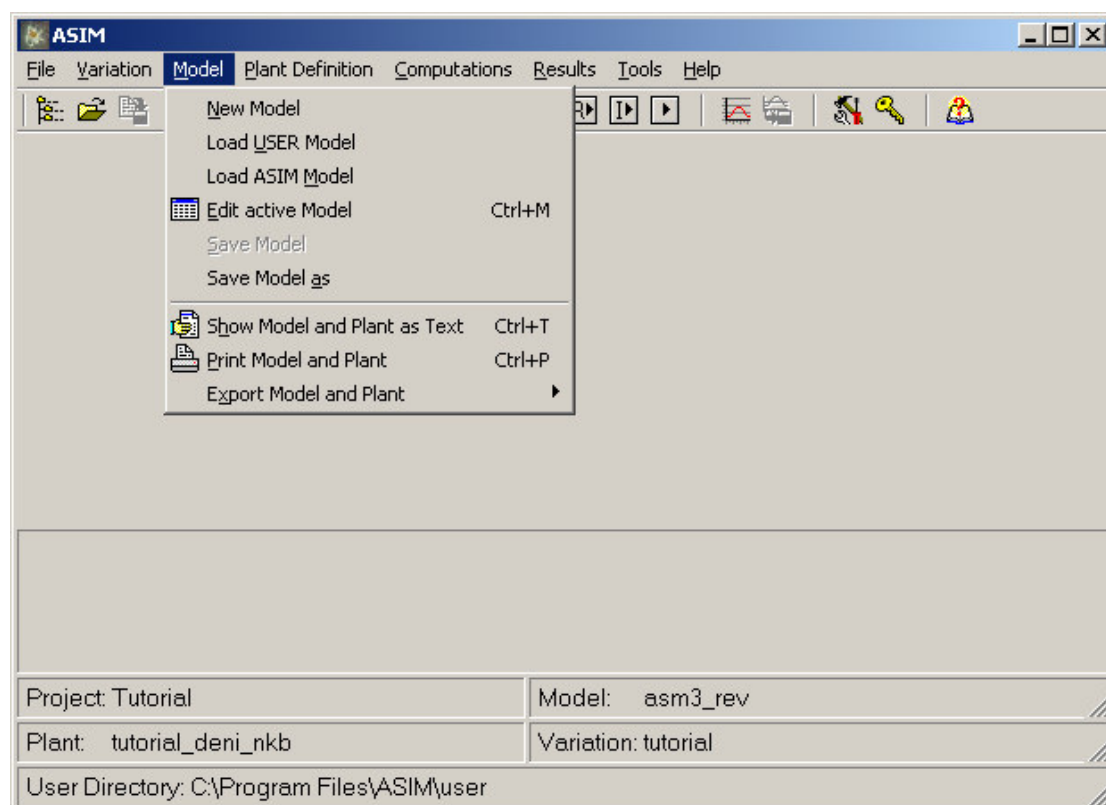 ASIM
File Variation Model Plant Definition Computations Results Tools Help
New Model
Load USER Model
Load ASIM Model
Edit active Model Ctrl+M
Save Model
Save Model as
Show Model and Plant as Text Ctrl+T
Print Model and Plant Ctrl+P
Export Model and Plant
Project: Tutorial Model: asm3_rev
Plant: tutorial_deni_nkb Variation: tutorial
User Directory: C:\Program Files\ASIM\user